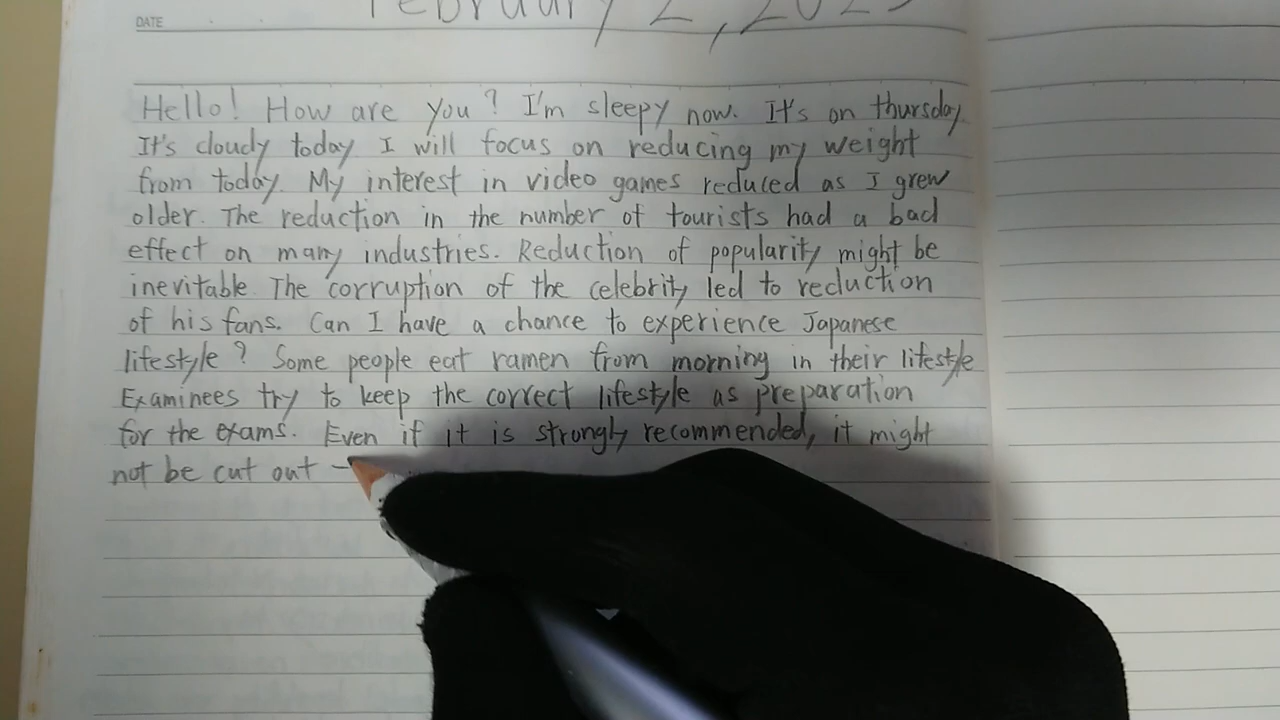 DATE
February 2, 2023
Hello! How are you? I'm sleepy now. It's on thursday.
It's cloudy today. I will focus on reducing my weight
from today. My interest in video games reduced as I grew
older. The reduction in the number of tourists had a bad
effect on many industries. Reduction of popularity might be
inevitable. The corruption of the celebrity led to reduction
of his fans. Can I have a chance to experience Japanese
lifestyle? Some people eat ramen from morning in their lifestyle
Examinees try to keep the correct lifestyle as preparation
for the exams. Even if it is strongly recommended, it might
not be cut out